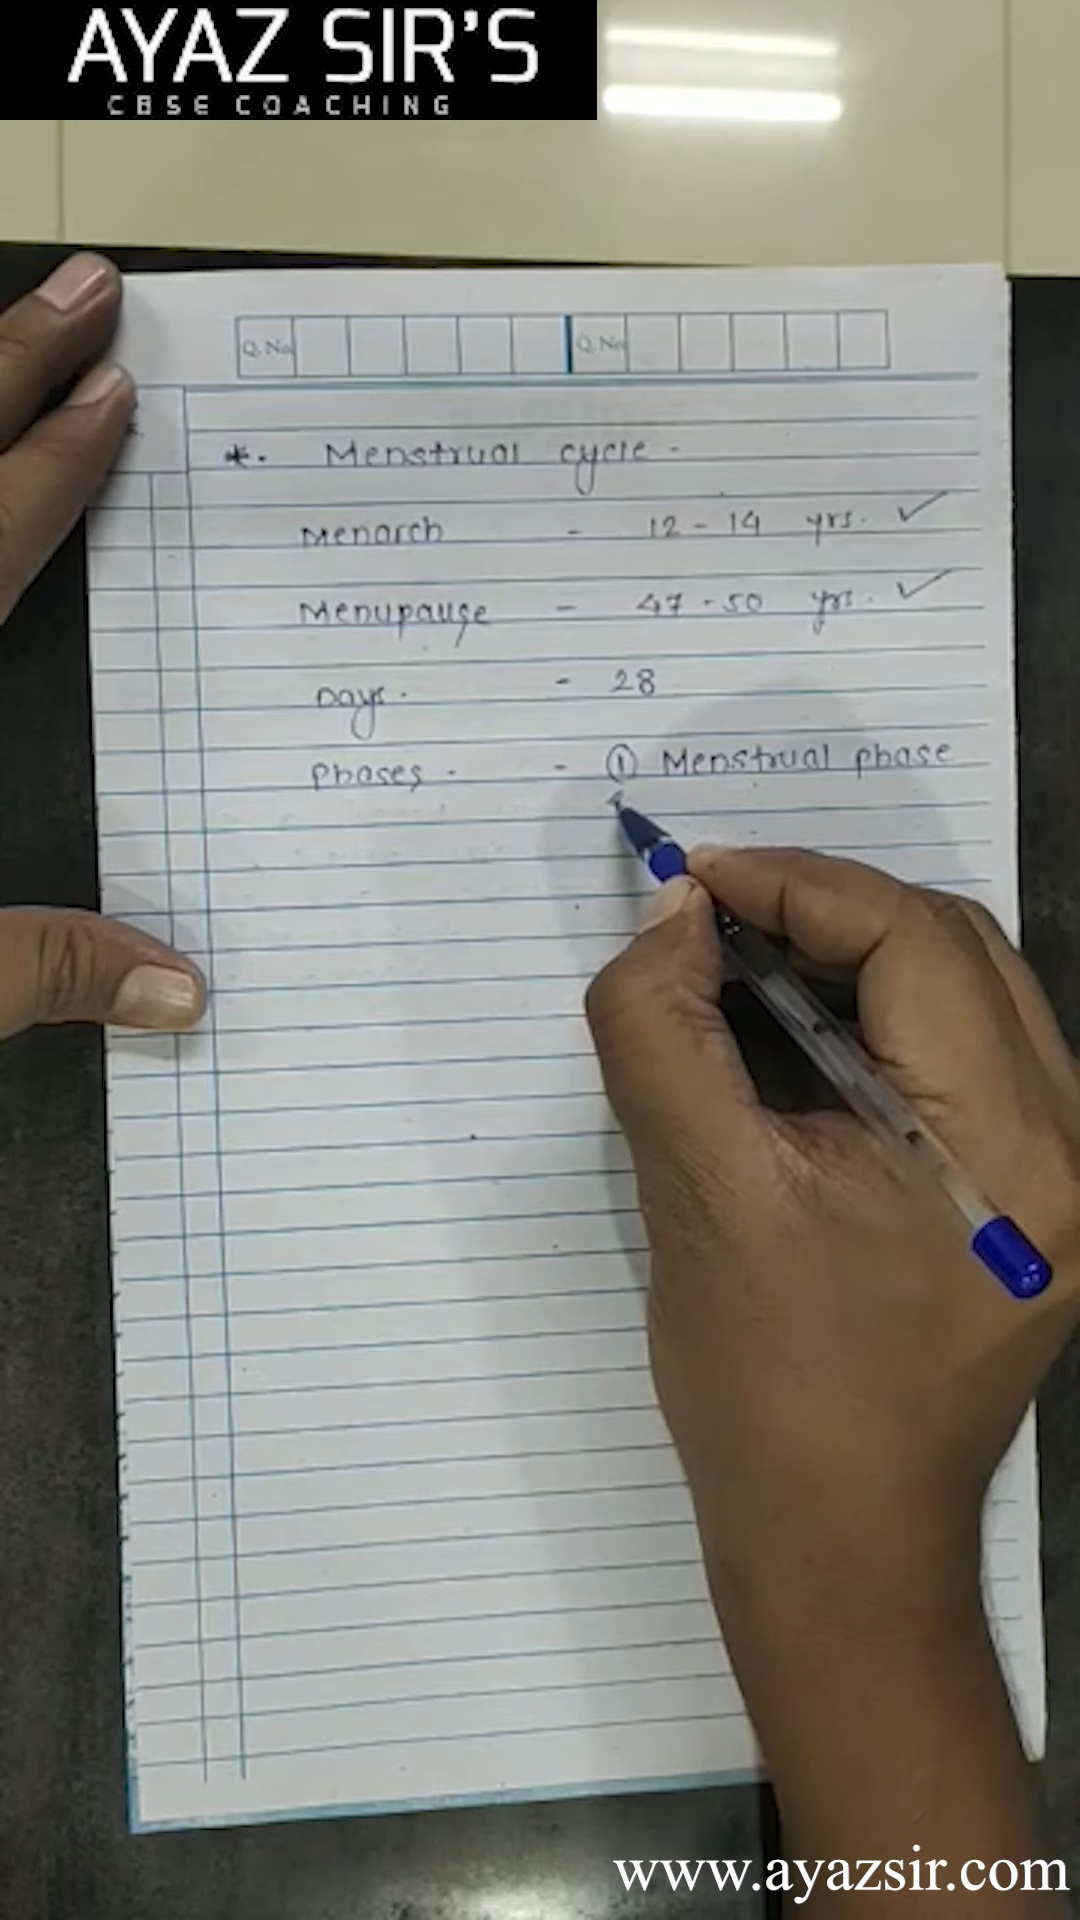 AYAZ SIR'S
CBSE COACHING
Q. No Q. No
*. Menstrual cycle -
Menarch - 12 - 14 yrs. ✓
Menupause - 47 - 50 yrs. ✓
Days. - 28
Phases - - ① Menstrual phase
www.ayazsir.com